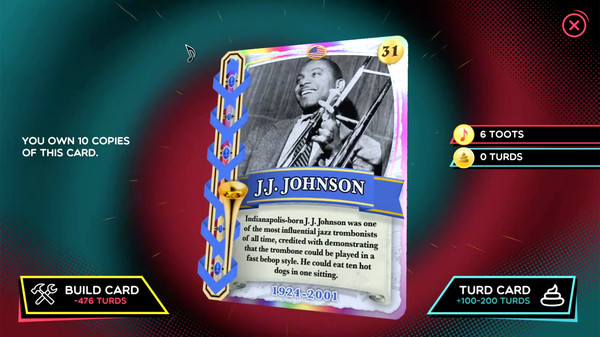 31
YOU OWN 10 COPIES
OF THIS CARD.
6 TOOTS
0 TURDS
J.J. JOHNSON
Indianapolis-born J. J. Johnson was one
of the most influential jazz trombonists
of all time, credited with demonstrating
that the trombone could be played in a
fast bebop style. He could eat ten hot
dogs in one sitting.
1924-2001
BUILD CARD
-476 TURDS
TURD CARD
+100-200 TURDS